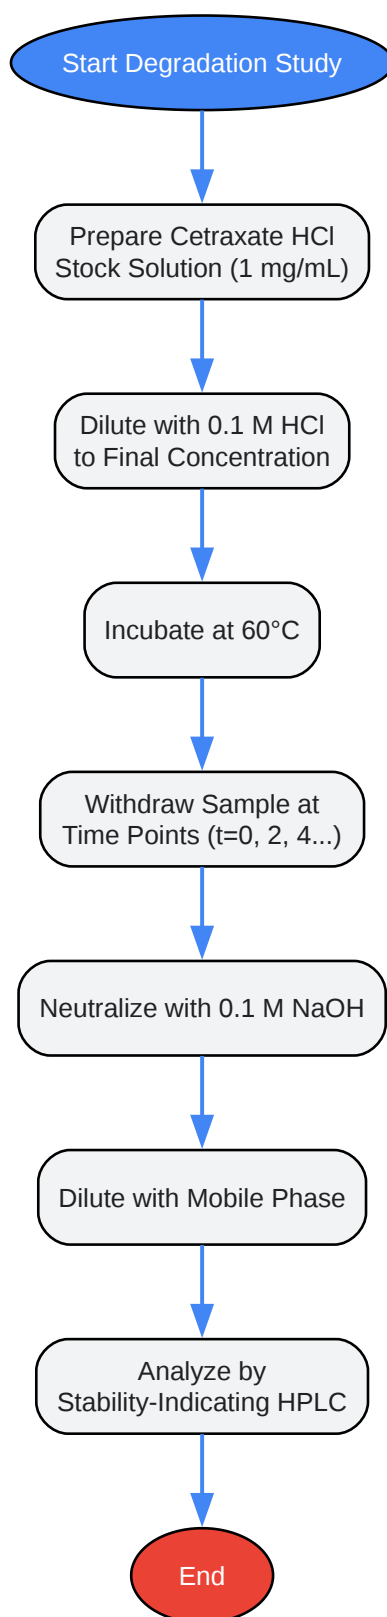 Start Degradation Study
Prepare Cetraxate HCl
Stock Solution (1 mg/mL)
Dilute with 0.1 M HCl
to Final Concentration
Incubate at 60°C
Withdraw Sample at
Time Points (t=0, 2, 4...)
Neutralize with 0.1 M NaOH
Dilute with Mobile Phase
Analyze by
Stability-Indicating HPLC
End